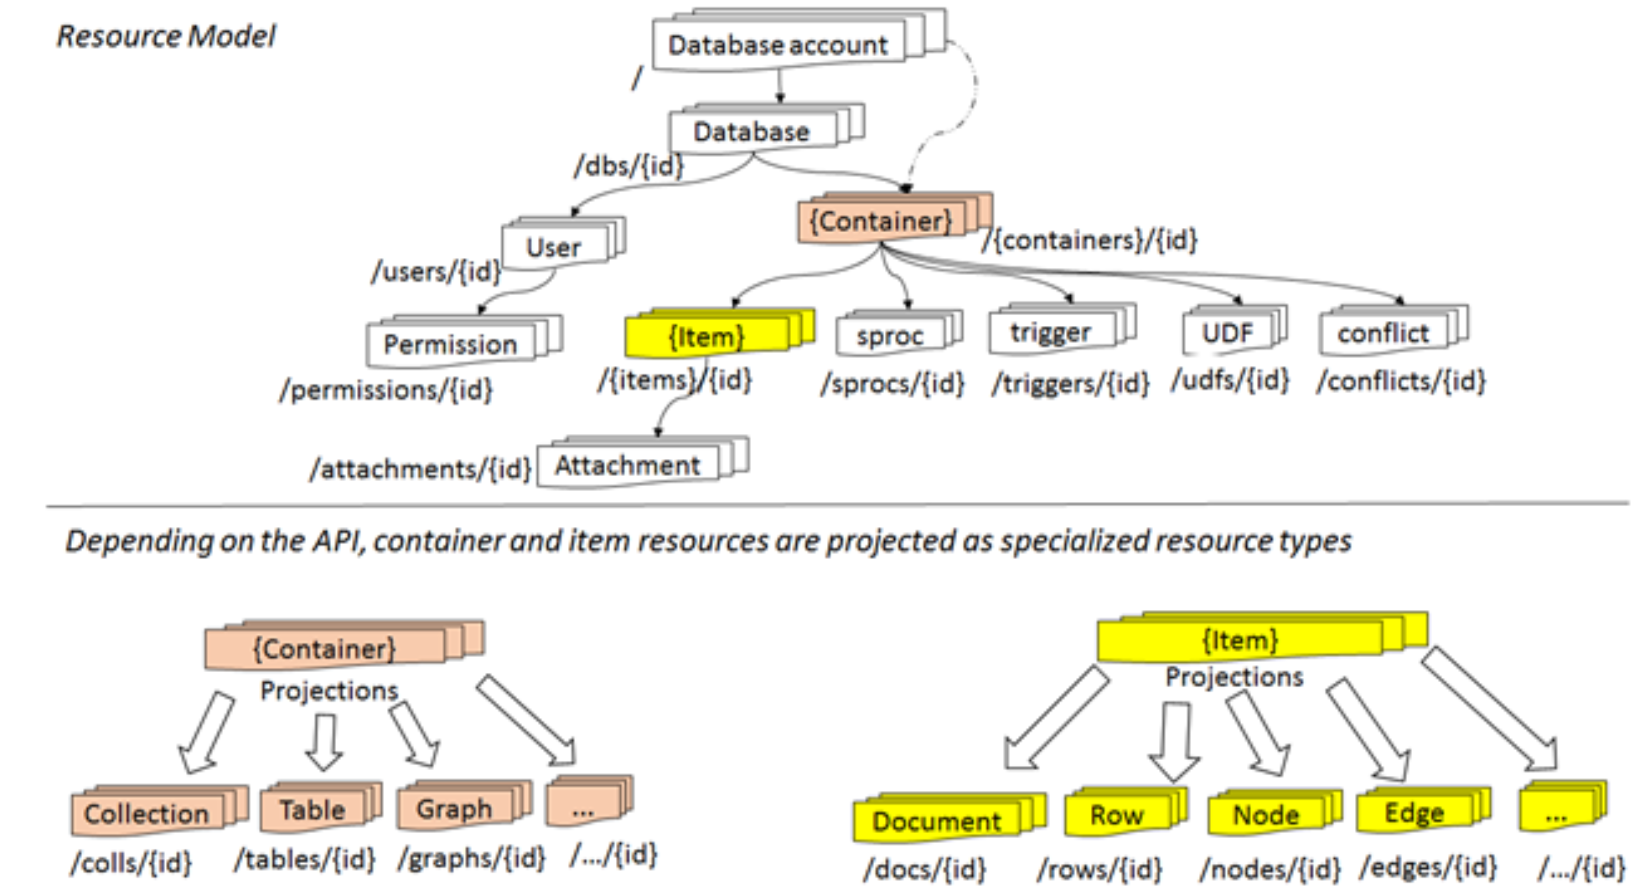 Resource Model
Database account
/
Database
/dbs/{id}
{Container}
/{containers}/{id}
User
/users/{id}
Permission
/permissions/{id}
{Item}
/{items}/{id}
sproc
/sprocs/{id}
trigger
/triggers/{id}
UDF
/udfs/{id}
conflict
/conflicts/{id}
/attachments/{id}
Attachment
Depending on the API, container and item resources are projected as specialized resource types
{Container}
Projections
Collection
/colls/{id}
Table
/tables/{id}
Graph
/graphs/{id}
...
/.../{id}
{Item}
Projections
Document
/docs/{id}
Row
/rows/{id}
Node
/nodes/{id}
Edge
/edges/{id}
...
/.../{id}